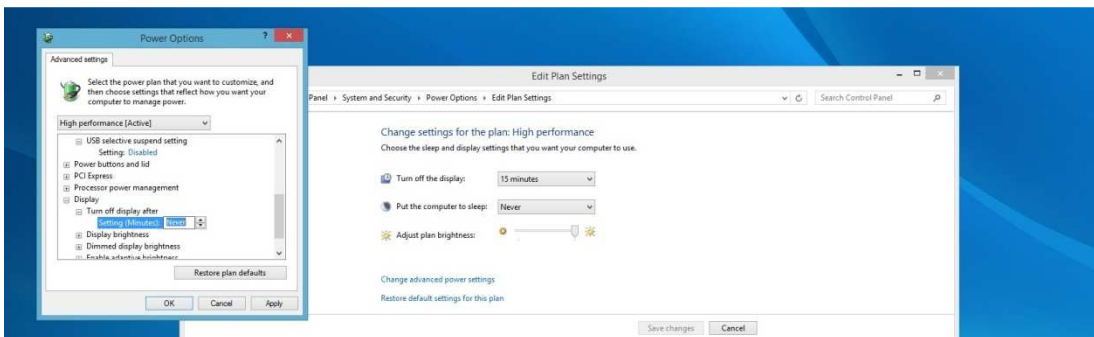 Power Options
?
Advanced settings
Select the power plan that you want to customize, and
then choose settings that reflect how you want your
computer to manage power.
High performance [Active]
USB selective suspend setting
Setting: Disabled
Power buttons and lid
PCI Express
Processor power management
Display
Turn off display after
Setting (Minutes): Never
Display brightness
Dimmed display brightness
Enable adaptive brightness
Restore plan defaults
OK Cancel Apply
Edit Plan Settings
Panel System and Security Power Options Edit Plan Settings
Search Control Panel
Change settings for the plan: High performance
Choose the sleep and display settings that you want your computer to use.
Turn off the display: 15 minutes
Put the computer to sleep: Never
Adjust plan brightness:
Change advanced power settings
Restore default settings for this plan
Save changes Cancel